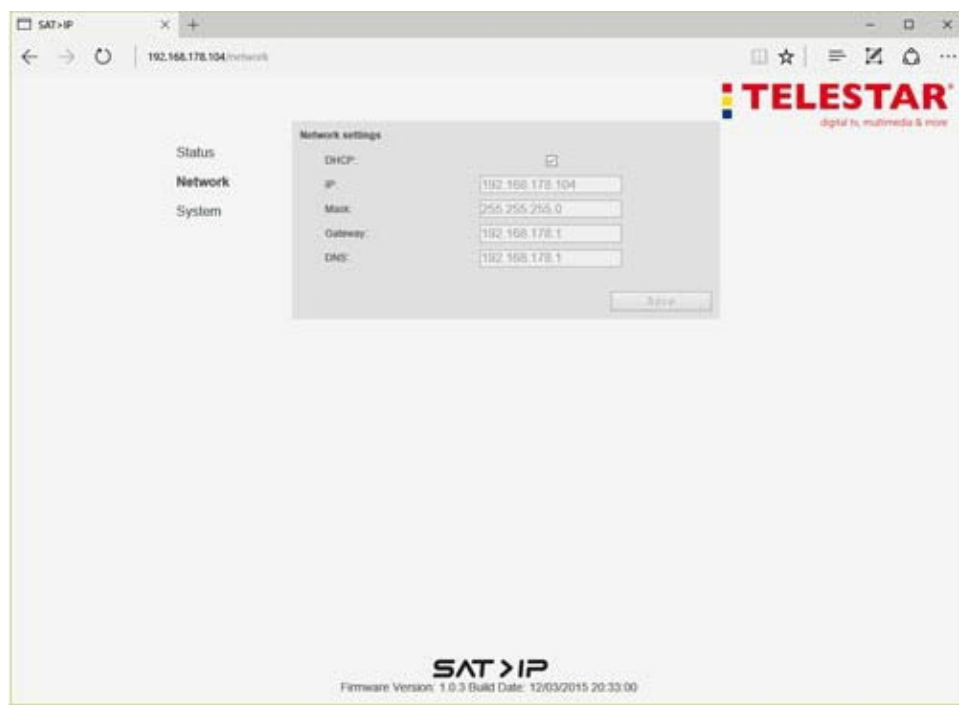 SAT>IP
192.168.178.104/network
TELESTAR
digital tv, multimedia & more
Status
Network
System
Network settings
DHCP:
IP: 192.168.178.104
Mask: 255.255.255.0
Gateway: 192.168.178.1
DNS: 192.168.178.1
Save
SAT>IP
Firmware Version: 1.0.3 Build Date: 12/03/2015 20:33:00